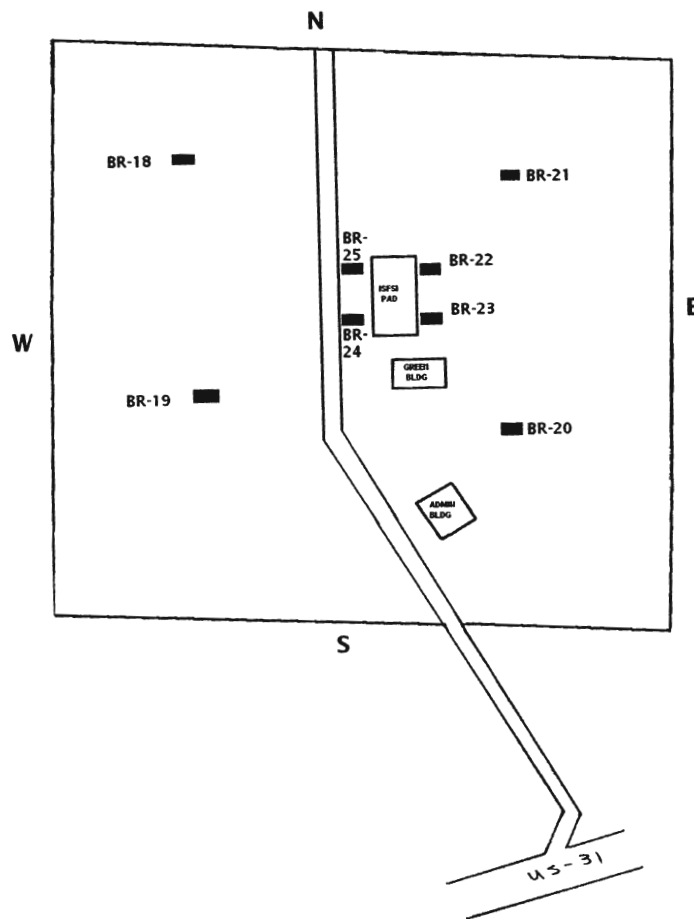 N
BR-18
BR-21
BR-
25
BR-22
ISFSI
PAD
E
BR-23
W
BR-
24
GREEN
BLDG
BR-19
BR-20
ADMIN
BLDG
S
US-31